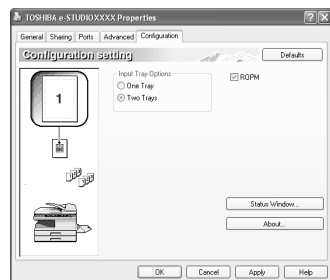 TOSHIBA e-STUDIOXXXX Properties
General Sharing Ports Advanced Configuration
Configuration setting
Defaults
Input Tray Options
One Tray
Two Trays
ROPM
1
Status Window...
About...
OK Cancel Apply Help